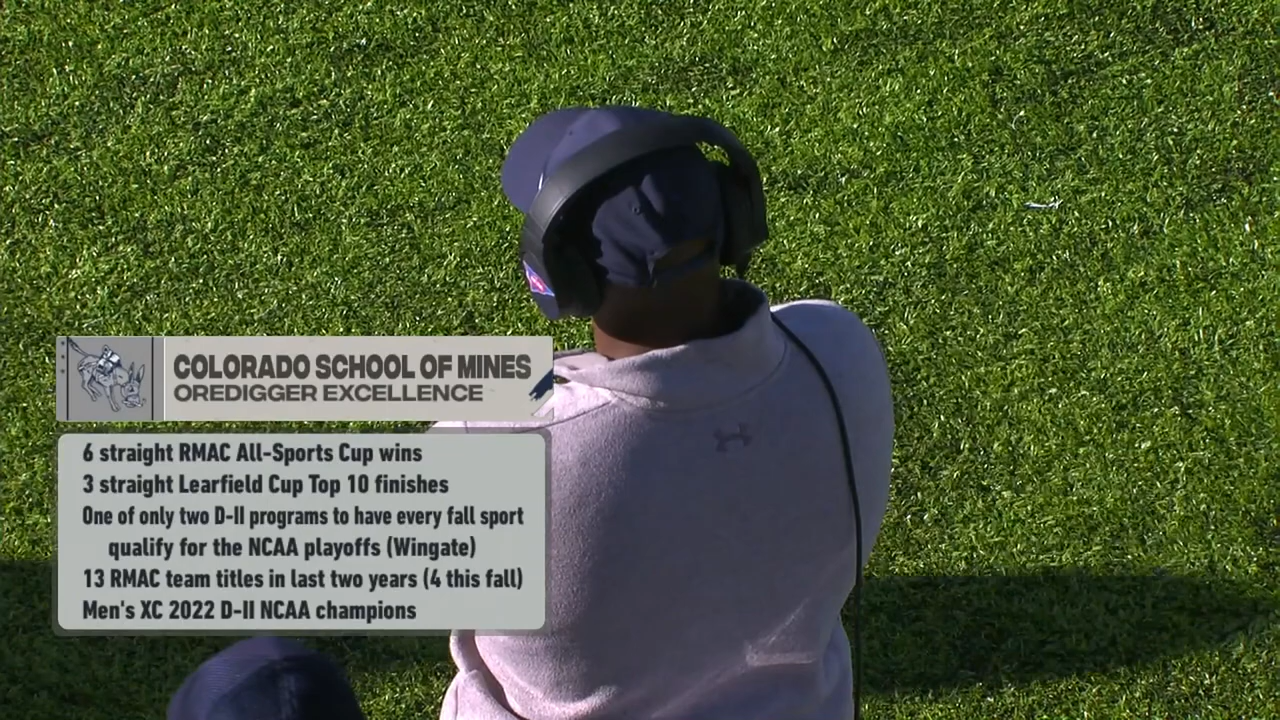 COLORADO SCHOOL OF MINES
OREDIGGER EXCELLENCE
6 straight RMAC All-Sports Cup wins
3 straight Learfield Cup Top 10 finishes
One of only two D-II programs to have every fall sport
qualify for the NCAA playoffs (Wingate)
13 RMAC team titles in last two years (4 this fall)
Men's XC 2022 D-II NCAA champions